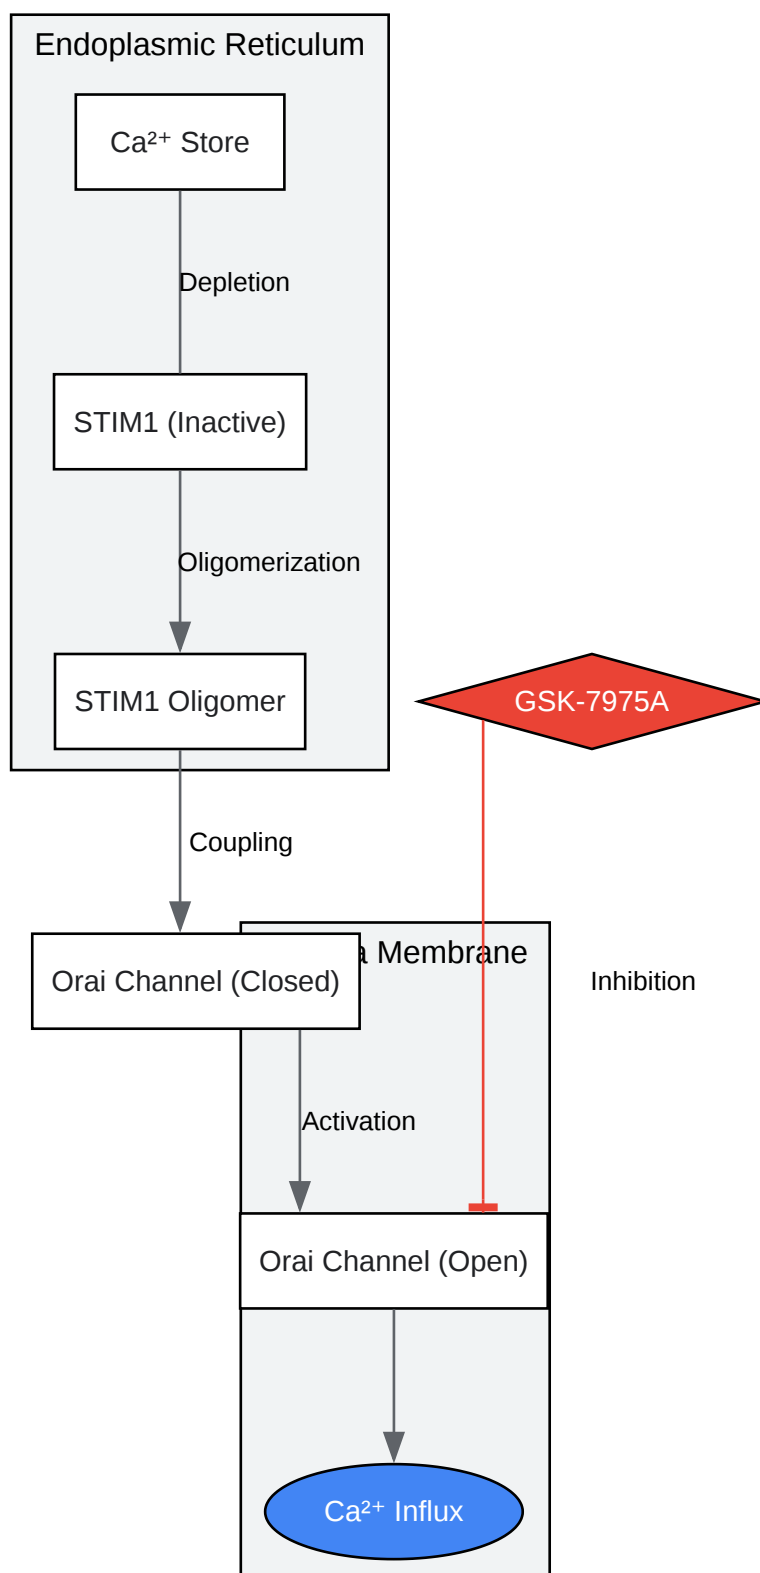 Endoplasmic Reticulum
Ca²⁺ Store
Depletion
STIM1 (Inactive)
Oligomerization
STIM1 Oligomer
GSK-7975A
Coupling
Membrane
Orai Channel (Closed)
Inhibition
Activation
Orai Channel (Open)
Ca²⁺ Influx